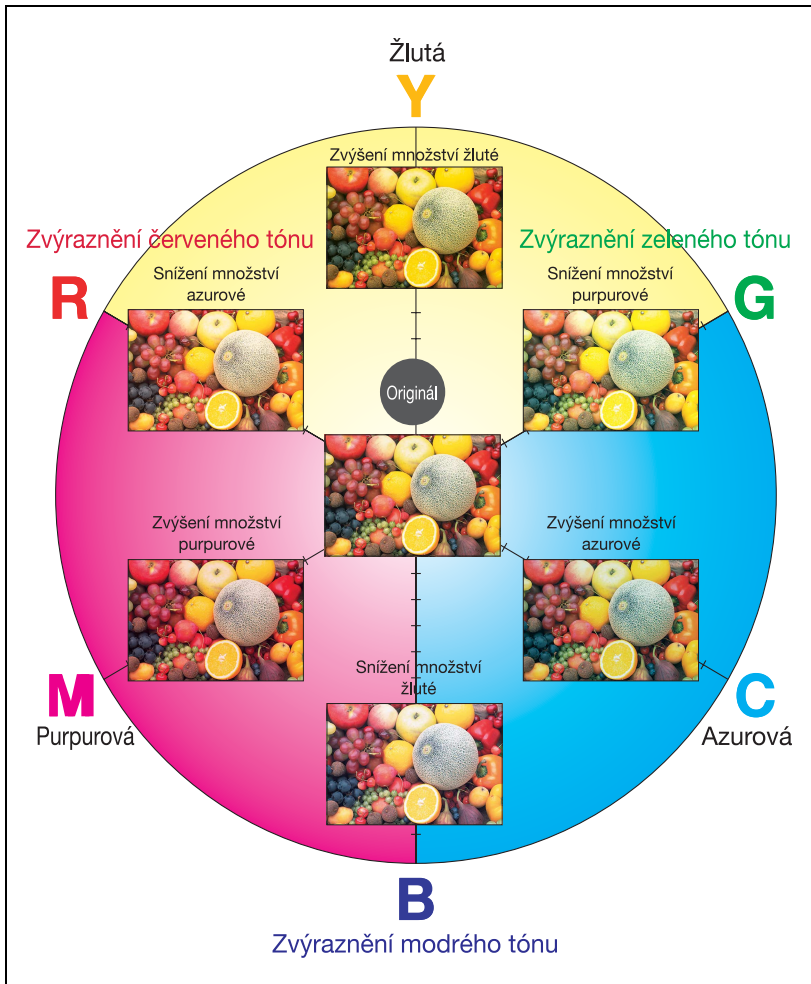 Žlutá
Y
Zvýšení množství žluté
Zvýraznění červeného tónu
R
Snížení množství
azurové
Zvýraznění zeleného tónu
G
Snížení množství
purpurové
Originál
Zvýšení množství
purpurové
Zvýšení množství
azurové
M
Purpurová
Snížení množství
žluté
C
Azurová
B
Zvýraznění modrého tónu